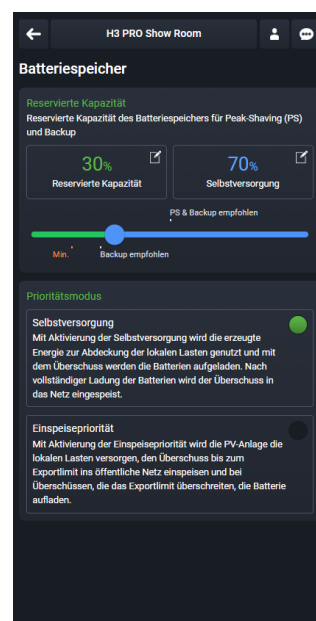 H3 PRO Show Room
Batteriespeicher
Reservierte Kapazität
Reservierte Kapazität des Batteriespeichers für Peak-Shaving (PS)
und Backup
30%
Reservierte Kapazität
70%
Selbstversorgung
PS & Backup empfohlen
Min.
Backup empfohlen
Prioritätsmodus
Selbstversorgung
Mit Aktivierung der Selbstversorgung wird die erzeugte
Energie zur Abdeckung der lokalen Lasten genutzt und mit
dem Überschuss werden die Batterien aufgeladen. Nach
vollständiger Ladung der Batterien wird der Überschuss in
das Netz eingespeist.
Einspeisepriorität
Mit Aktivierung der Einspeisepriorität wird die PV-Anlage die
lokalen Lasten versorgen, den Überschuss bis zum
Exportlimit ins öffentliche Netz einspeisen und bei
Überschüssen, die das Exportlimit überschreiten, die Batterie
aufladen.